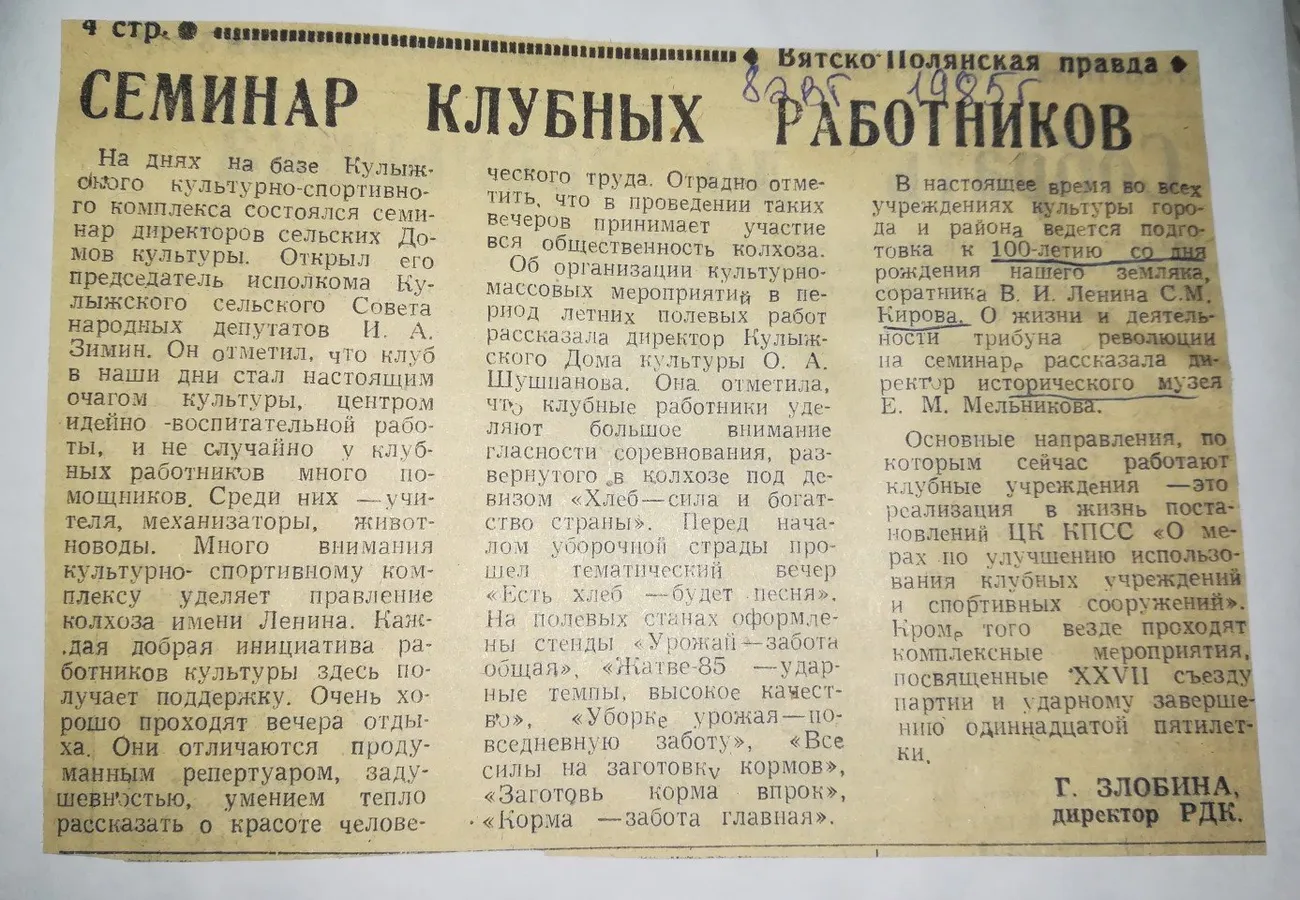 4 стр.
Вятско-Полянская правда
8 авг 1985 г
СЕМИНАР КЛУБНЫХ РАБОТНИКОВ
На днях на базе Кулыж-
ского культурно-спортивно-
го комплекса состоялся семи-
нар директоров сельских До-
мов культуры. Открыл его
председатель исполкома Ку-
лыжского сельского Совета
народных депутатов И. А.
Зимин. Он отметил, что клуб
в наши дни стал настоящим
очагом культуры, центром
идейно -воспитательной рабо-
ты, и не случайно у клуб-
ных работников много по-
мощников. Среди них —учи-
теля, механизаторы, живот-
новоды. Много внимания
культурно- спортивному ком-
плексу уделяет правление
колхоза имени Ленина. Каж-
дая добрая инициатива ра-
ботников культуры здесь по-
лучает поддержку. Очень хо-
рошо проходят вечера отды-
ха. Они отличаются проду-
манным репертуаром, заду-
шевностью, умением тепло
рассказать о красоте челове-
ческого труда. Отрадно отме-
тить, что в проведении таких
вечеров принимает участие
вся общественность колхоза.
Об организации культурно-
массовых мероприятий в пе-
риод летних полевых работ
рассказала директор Кулыж-
ского Дома культуры О. А.
Шушпанова. Она отметила,
что клубные работники уде-
ляют большое внимание
гласности соревнования, раз-
вернутого в колхозе под де-
визом «Хлеб—сила и богат-
ство страны». Перед нача-
лом уборочной страды про-
шел тематический вечер
«Есть хлеб —будет песня».
На полевых станах оформле-
ны стенды «Урожай—забота
общая», «Жатве-85 —удар-
ные темпы, высокое качест-
во», «Уборке урожая—по-
вседневную заботу», «Все
силы на заготовку кормов»,
«Заготовь корма впрок»,
«Корма —забота главная».
В настоящее время во всех
учреждениях культуры горо-
да и района ведется подго-
товка к 100-летию со дня
рождения нашего земляка,
соратника В. И. Ленина С.М.
Кирова. О жизни и деятель-
ности трибуна революции
на семинаре рассказала ди-
ректор исторического музея
Е. М. Мельникова.
Основные направления, по
которым сейчас работают
клубные учреждения —это
реализация в жизнь поста-
новлений ЦК КПСС «О ме-
рах по улучшению использо-
вания клубных учреждений
и спортивных сооружений».
Кроме того везде проходят
комплексные мероприятия,
посвященные XXVII съезду
партии и ударному заверше-
нию одиннадцатой пятилет-
ки.
Г. ЗЛОБИНА,
директор РДК.